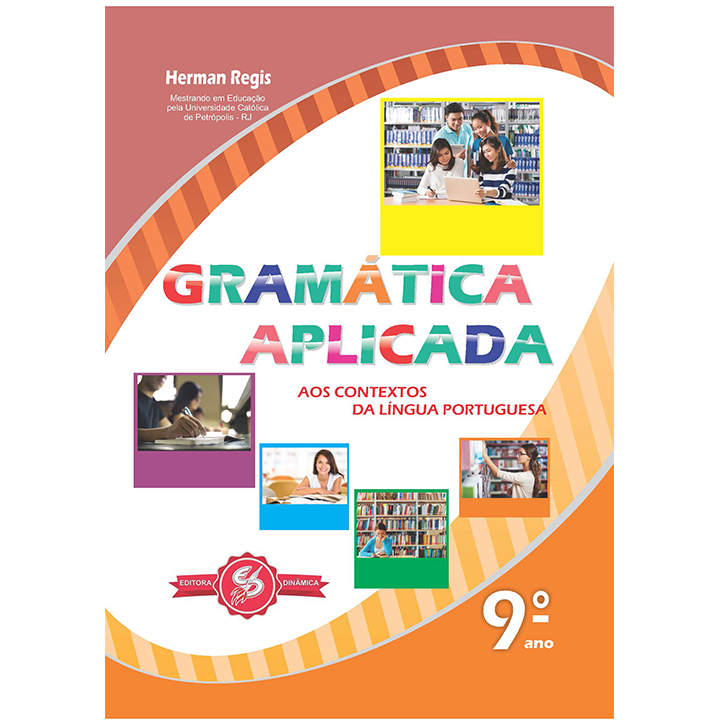 Herman Regis
Mestrando em Educação
pela Universidade Católica
de Petrópolis - RJ
GRAMÁTICA
APLICADA
AOS CONTEXTOS
DA LÍNGUA PORTUGUESA
EDITORA
DINÂMICA
9º
ano